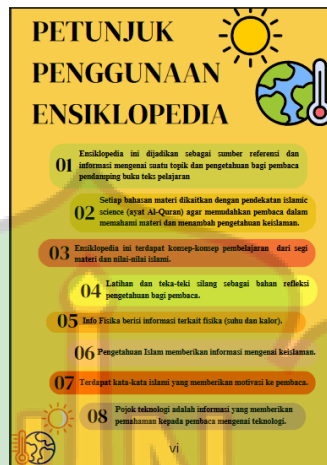 PETUNJUK
PENGGUNAAN
ENSIKLOPEDIA
01 Ensiklopedia ini dijadikan sebagai sumber referensi dan
informasi mengenai suatu topik dan pengetahuan bagi pembaca
pendamping buku teks pelajaran
02 Setiap bahasan materi dikaitkan dengan pendekatan islamic
science (ayat Al-Quran) agar memudahkan pembaca dalam
memahami materi dan menambah pengetahuan keislaman.
03 Ensiklopedia ini terdapat konsep-konsep pembelajaran dari segi
materi dan nilai-nilai islami.
04 Latihan dan teka-teki silang sebagai bahan refleksi
pengetahuan bagi pembaca.
05 Info Fisika berisi informasi terkait fisika (suhu dan kalor).
06 Pengetahuan Islam memberikan informasi mengenai keislaman.
07 Terdapat kata-kata islami yang memberikan motivasi ke pembaca.
08 Pojok teknologi adalah informasi yang memberikan
pemahaman kepada pembaca mengenai teknologi.
vi